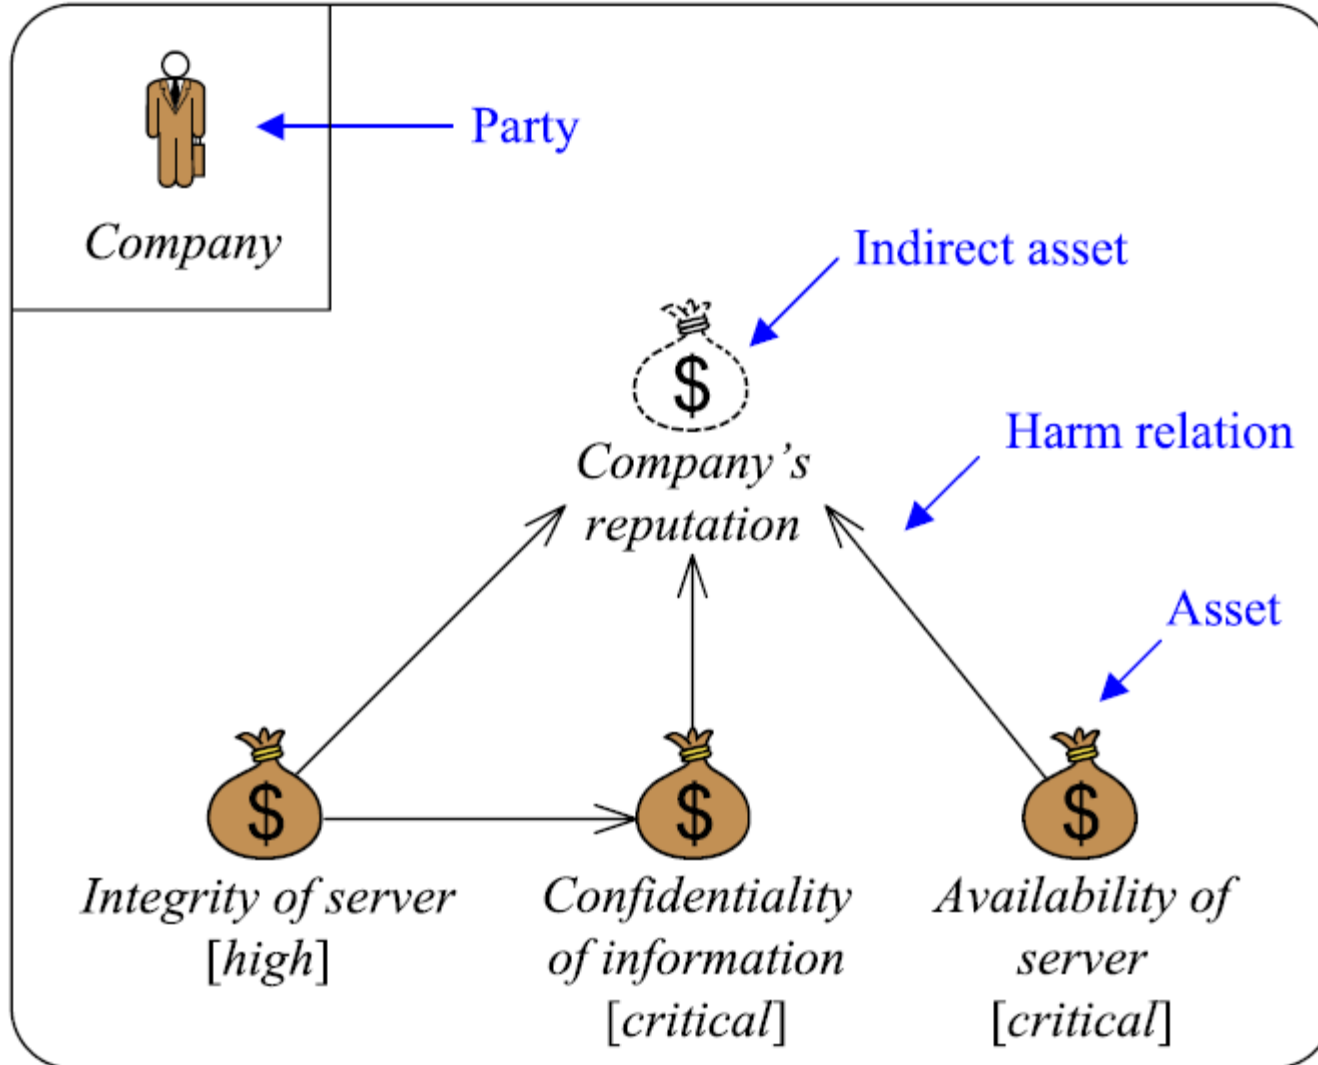 Party
Company
Indirect asset
$
Company’s
reputation
Harm relation
Asset
$
$
$
Integrity of server
[high]
Confidentiality
of information
[critical]
Availability of
server
[critical]